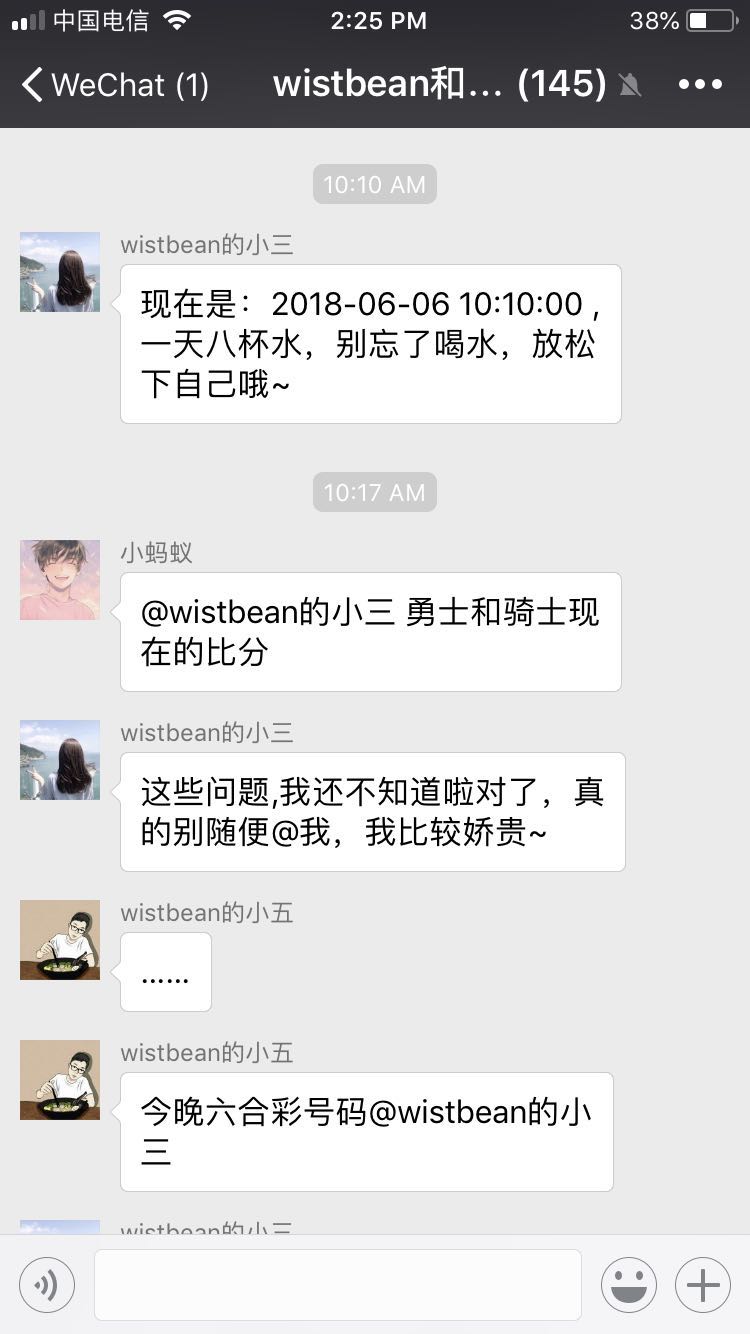 中国电信 2:25 PM 38%
WeChat (1) wistbean和... (145)
10:10 AM
wistbean的小三
现在是：2018-06-06 10:10:00 ,
一天八杯水，别忘了喝水，放松
下自己哦~
10:17 AM
小蚂蚁
@wistbean的小三 勇士和骑士现
在的比分
wistbean的小三
这些问题,我还不知道啦对了，真
的别随便@我，我比较娇贵~
wistbean的小五
……
wistbean的小五
今晚六合彩号码@wistbean的小
三
wistbean的小三